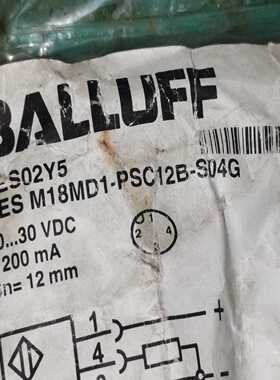 BALLUFF
ES02Y5
ES M18MD1-PSC12B-S04G
0...30 VDC
200 mA
n= 12 mm
1
2 4
3
1
4